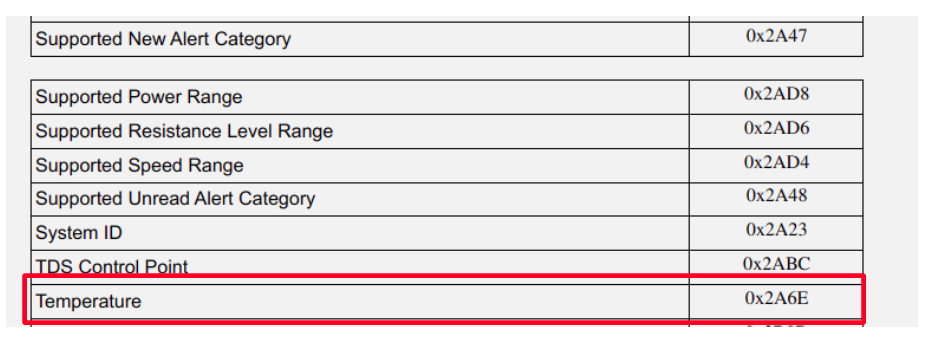 Supported New Alert Category 0x2A47
Supported Power Range 0x2AD8
Supported Resistance Level Range 0x2AD6
Supported Speed Range 0x2AD4
Supported Unread Alert Category 0x2A48
System ID 0x2A23
TDS Control Point 0x2ABC
Temperature 0x2A6E